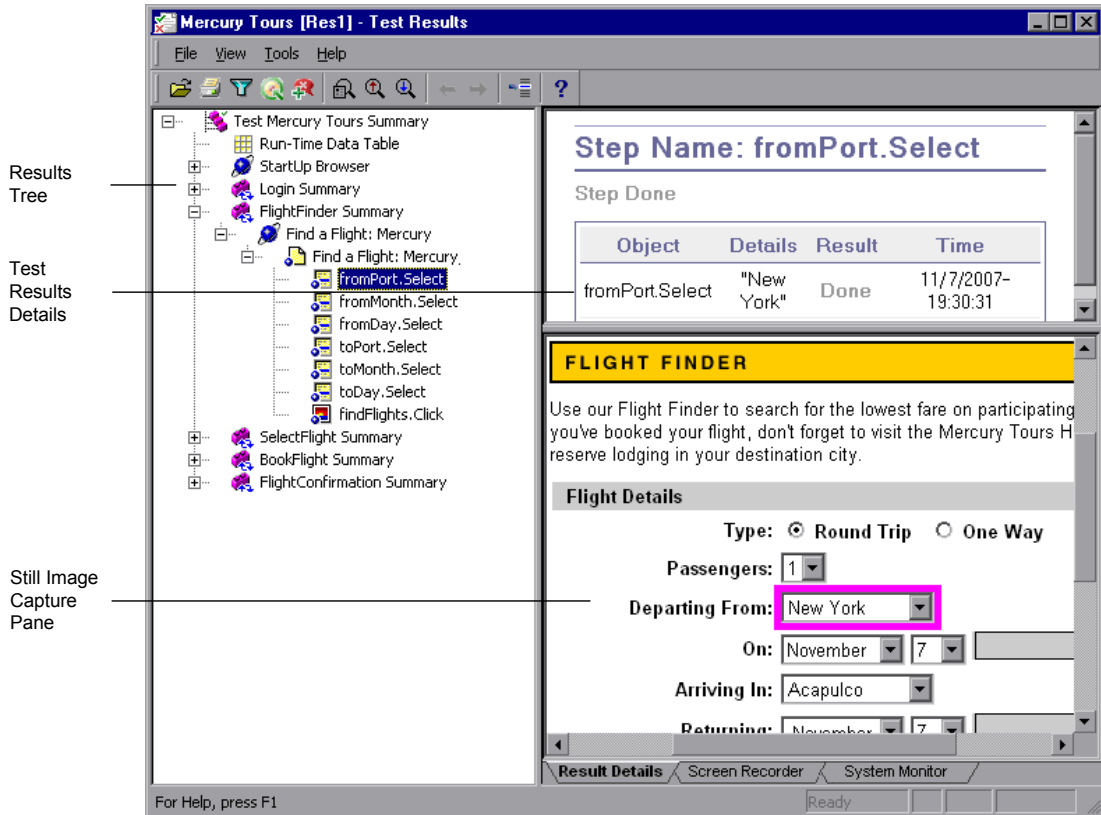 Mercury Tours [Res1] - Test Results
File View Tools Help
Results
Tree
Test
Results
Details
Still Image
Capture
Pane
Test Mercury Tours Summary
Run-Time Data Table
StartUp Browser
Login Summary
FlightFinder Summary
Find a Flight: Mercury
Find a Flight: Mercury
fromPort.Select
fromMonth.Select
fromDay.Select
toPort.Select
toMonth.Select
toDay.Select
findFlights.Click
SelectFlight Summary
BookFlight Summary
FlightConfirmation Summary
Step Name: fromPort.Select
Step Done
Object Details Result Time
fromPort.Select "New York" Done 11/7/2007-19:30:31
FLIGHT FINDER
Use our Flight Finder to search for the lowest fare on participating
you've booked your flight, don't forget to visit the Mercury Tours H
reserve lodging in your destination city.
Flight Details
Type: Round Trip One Way
Passengers: 1
Departing From: New York
On: November 7
Arriving In: Acapulco
Returning: November 7
Result Details Screen Recorder System Monitor
For Help, press F1
Ready